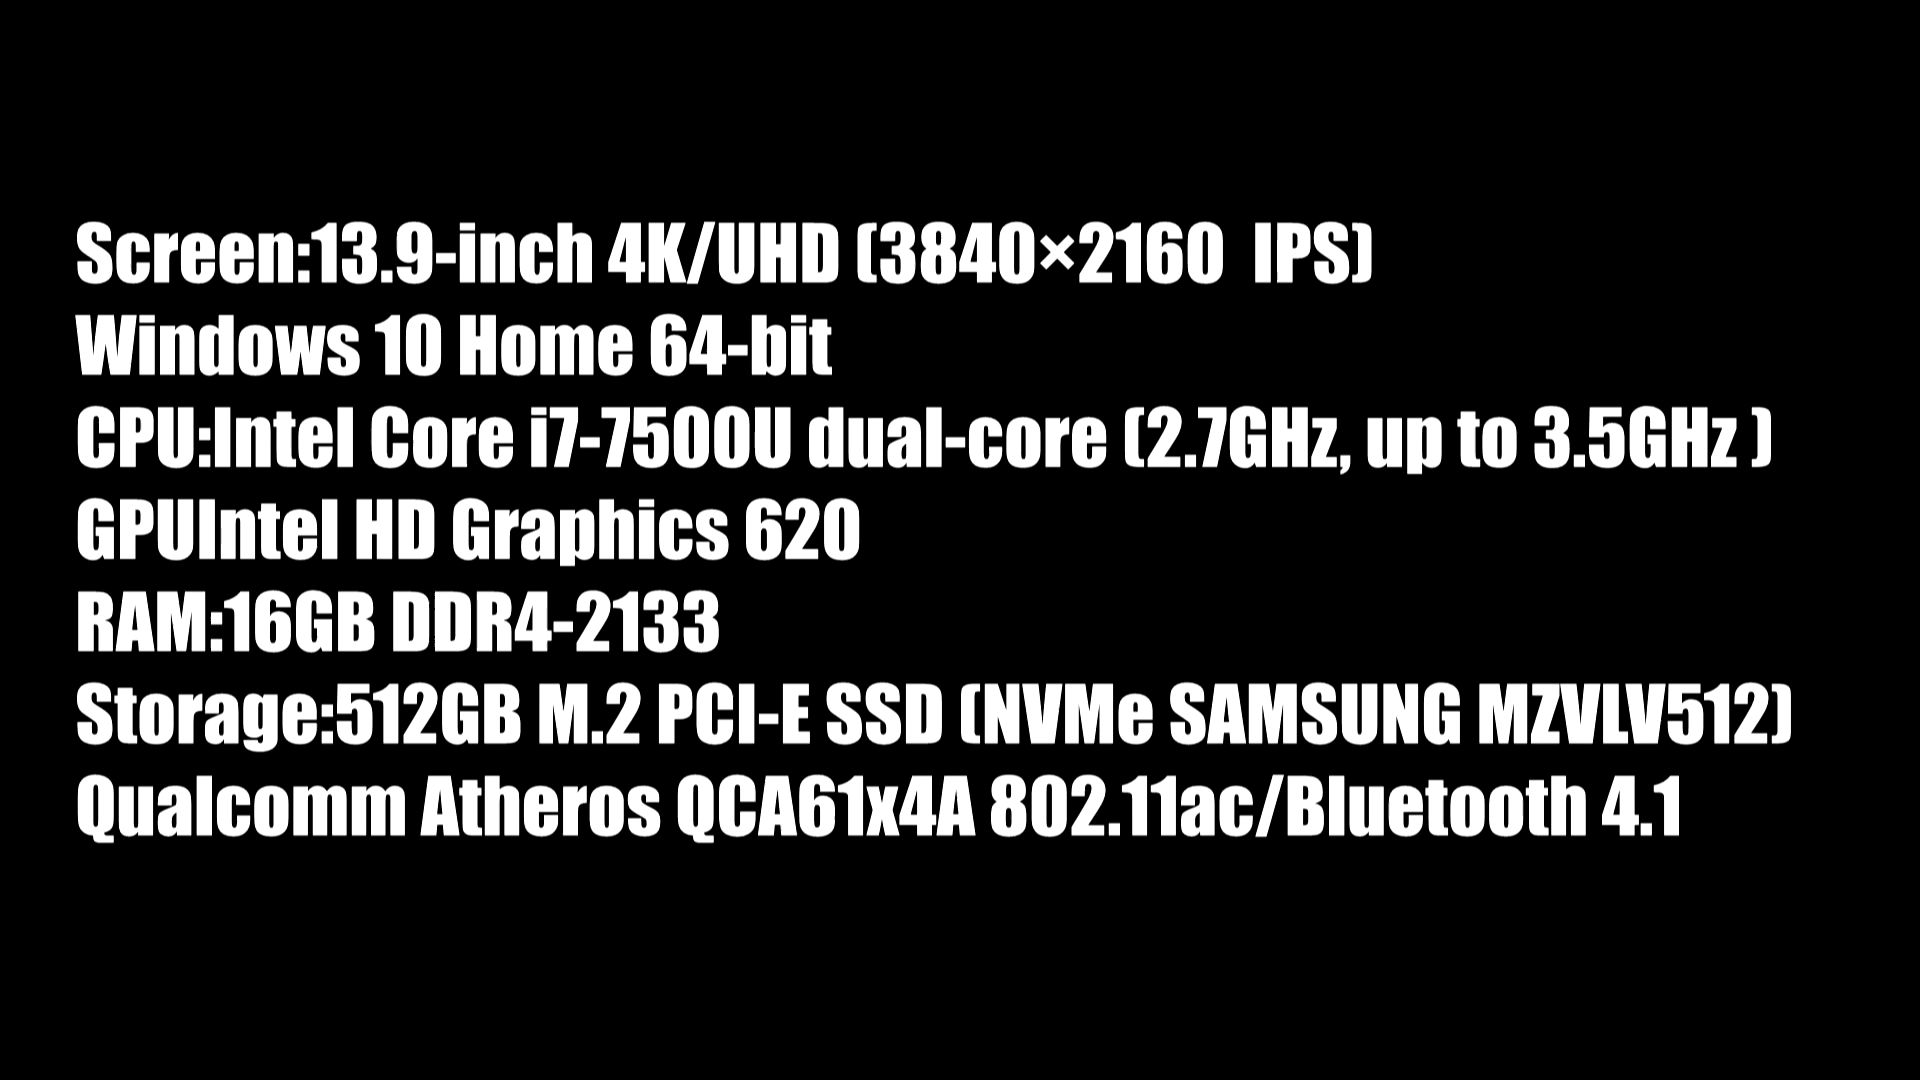 Screen:13.9-inch 4K/UHD (3840×2160  IPS)
Windows 10 Home 64-bit
CPU:Intel Core i7-7500U dual-core (2.7GHz, up to 3.5GHz )
GPUIntel HD Graphics 620
RAM:16GB DDR4-2133
Storage:512GB M.2 PCI-E SSD (NVMe SAMSUNG MZVLV512)
Qualcomm Atheros QCA61x4A 802.11ac/Bluetooth 4.1